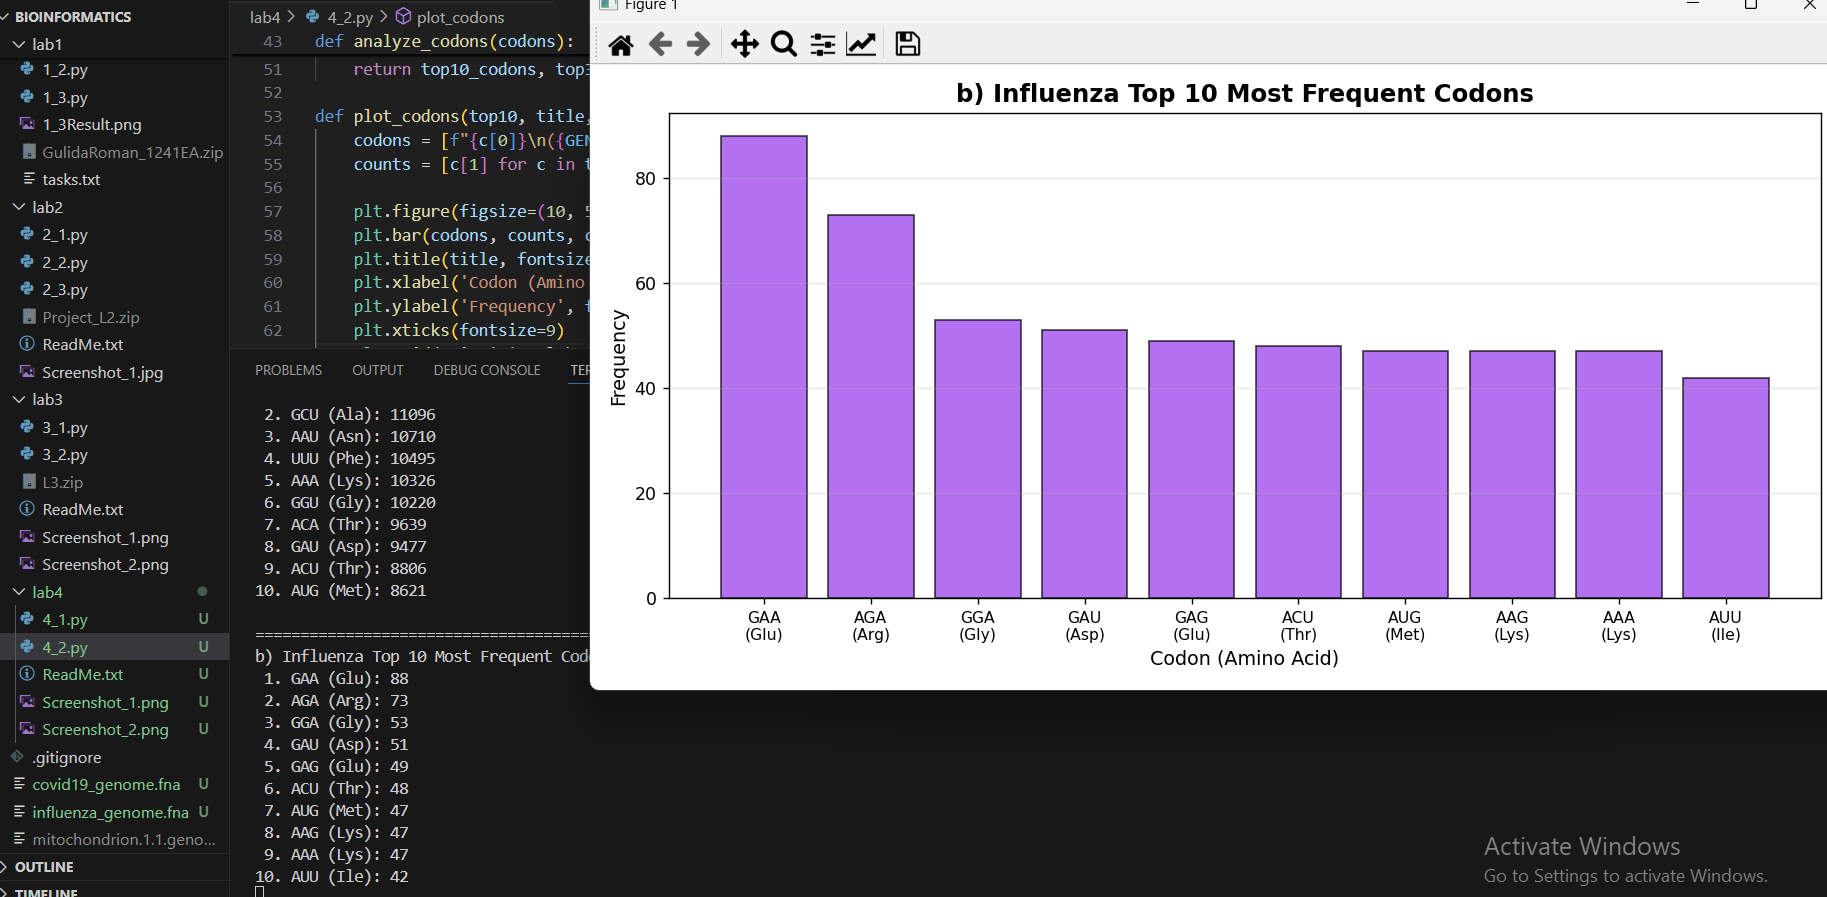 BIOINFORMATICS
lab1
1_2.py
1_3.py
1_3Result.png
GulidaRoman_1241EA.zip
tasks.txt
lab2
2_1.py
2_2.py
2_3.py
Project_L2.zip
ReadMe.txt
Screenshot_1.jpg
lab3
3_1.py
3_2.py
L3.zip
ReadMe.txt
Screenshot_1.png
Screenshot_2.png
lab4
4_1.py U
4_2.py U
ReadMe.txt U
Screenshot_1.png U
Screenshot_2.png U
.gitignore
covid19_genome.fna U
influenza_genome.fna U
mitochondrion.1.1.geno...
OUTLINE
TIMELINE
lab4 > 4_2.py > plot_codons
43 def analyze_codons(codons):
51 return top10_codons, top3
52
53 def plot_codons(top10, title,
54 codons = [f"{c[0]}\n({GEN
55 counts = [c[1] for c in t
56
57 plt.figure(figsize=(10, 5
58 plt.bar(codons, counts, c
59 plt.title(title, fontsize
60 plt.xlabel('Codon (Amino
61 plt.ylabel('Frequency', f
62 plt.xticks(fontsize=9)
PROBLEMS OUTPUT DEBUG CONSOLE TER
2. GCU (Ala): 11096
3. AAU (Asn): 10710
4. UUU (Phe): 10495
5. AAA (Lys): 10326
6. GGU (Gly): 10220
7. ACA (Thr): 9639
8. GAU (Asp): 9477
9. ACU (Thr): 8806
10. AUG (Met): 8621
=====================================
b) Influenza Top 10 Most Frequent Cod
1. GAA (Glu): 88
2. AGA (Arg): 73
3. GGA (Gly): 53
4. GAU (Asp): 51
5. GAG (Glu): 49
6. ACU (Thr): 48
7. AUG (Met): 47
8. AAG (Lys): 47
9. AAA (Lys): 47
10. AUU (Ile): 42
Figure 1
b) Influenza Top 10 Most Frequent Codons
Frequency
80
60
40
20
0
GAA AGA GGA GAU GAG ACU AUG AAG AAA AUU
(Glu) (Arg) (Gly) (Asp) (Glu) (Thr) (Met) (Lys) (Lys) (Ile)
Codon (Amino Acid)
Activate Windows
Go to Settings to activate Windows.